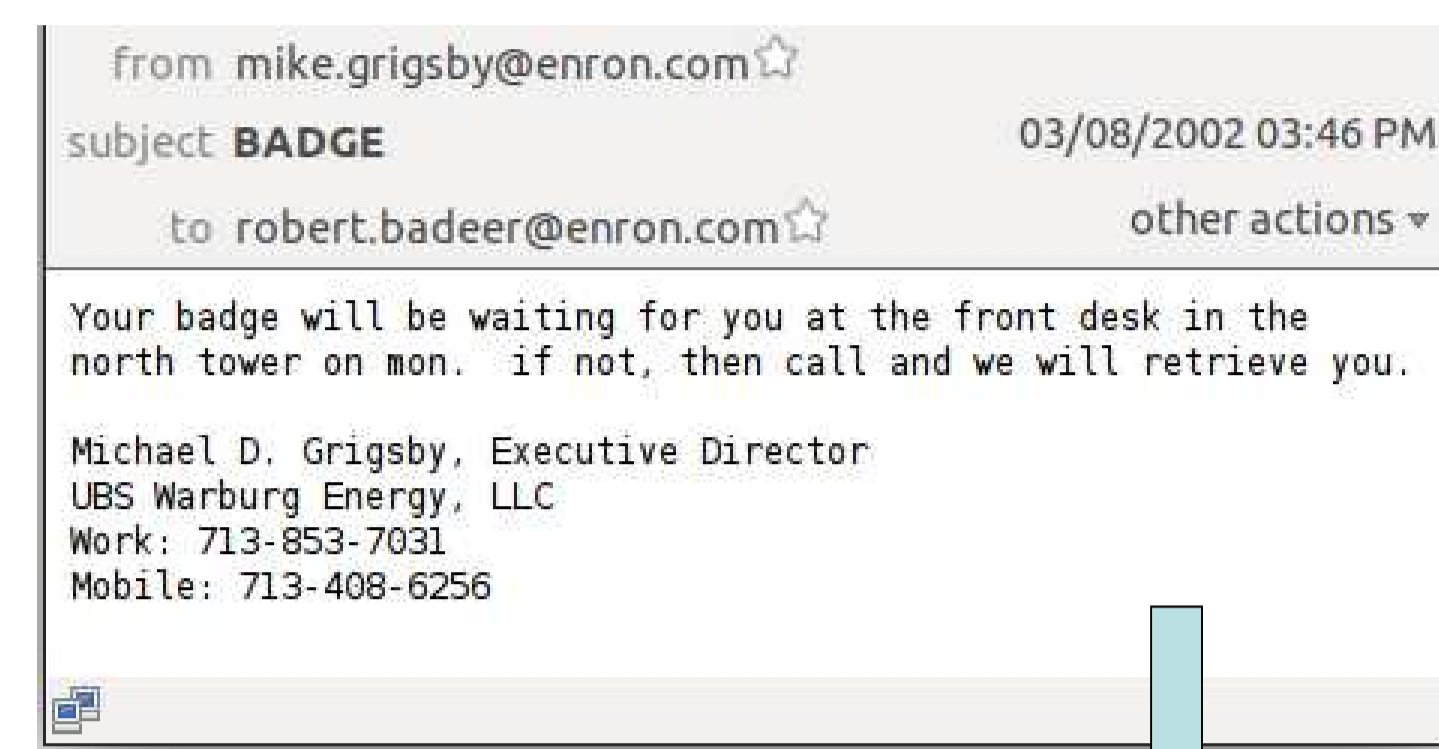 from mike.grigsby@enron.com
subject BADGE 03/08/2002 03:46 PM
to robert.badeer@enron.com other actions
Your badge will be waiting for you at the front desk in the
north tower on mon.  if not, then call and we will retrieve you.
Michael D. Grigsby, Executive Director
UBS Warburg Energy, LLC
Work: 713-853-7031
Mobile: 713-408-6256